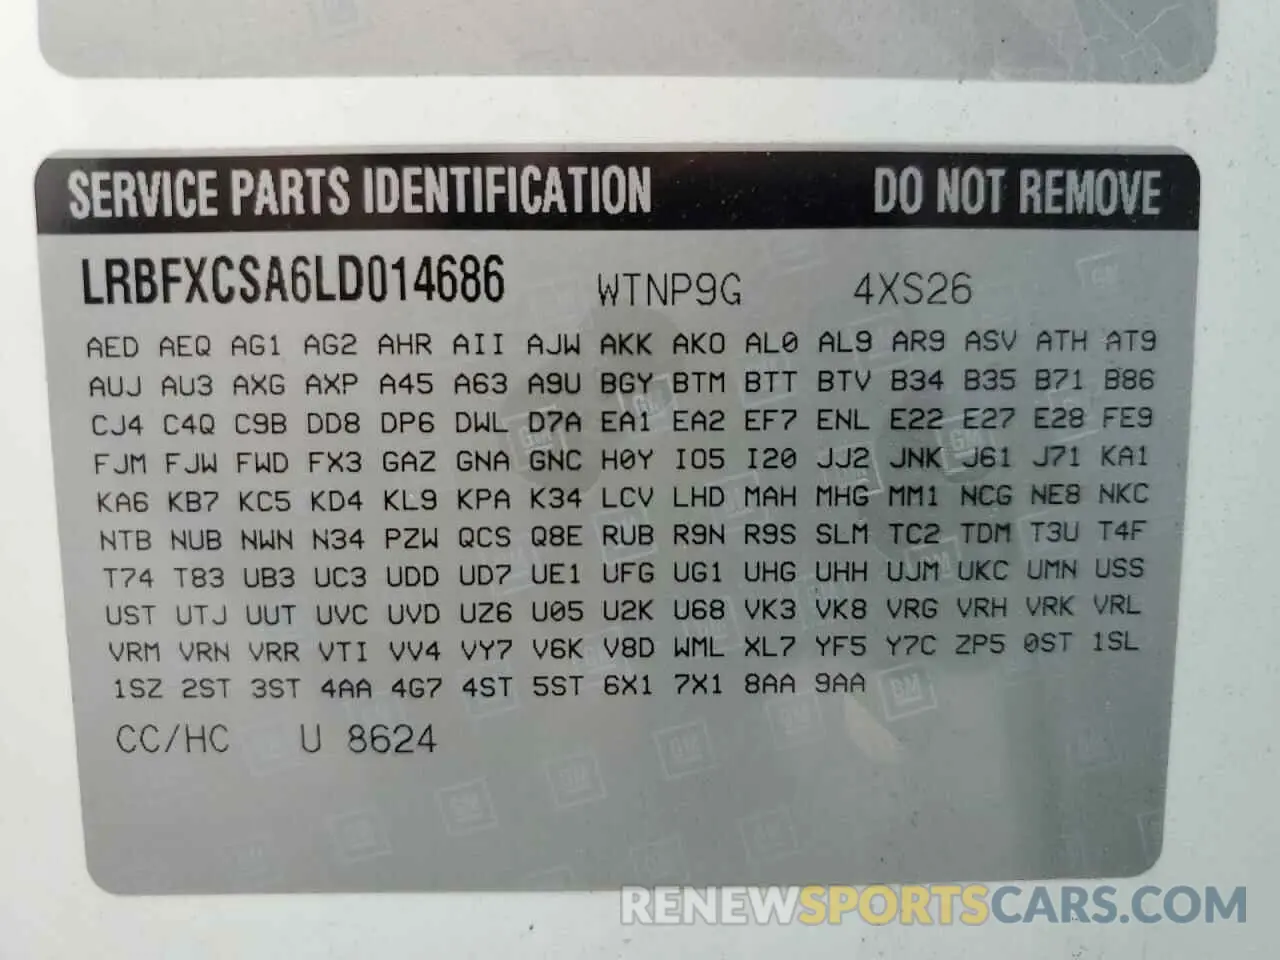 SERVICE PARTS IDENTIFICATION DO NOT REMOVE
LRBFXCSA6LD014686 WTNP9G 4XS26
AED AEQ AG1 AG2 AHR AII AJW AKK AKO AL0 AL9 AR9 ASV ATH AT9
AUJ AU3 AXG AXP A45 A63 A9U BGY BTM BTT BTV B34 B35 B71 B86
CJ4 C4Q C9B DD8 DP6 DWL D7A EA1 EA2 EF7 ENL E22 E27 E28 FE9
FJM FJW FWD FX3 GAZ GNA GNC H0Y IO5 I20 JJ2 JNK J61 J71 KA1
KA6 KB7 KC5 KD4 KL9 KPA K34 LCV LHD MAH MHG MM1 NCG NE8 NKC
NTB NUB NWN N34 PZW QCS Q8E RUB R9N R9S SLM TC2 TDM T3U T4F
T74 T83 UB3 UC3 UDD UD7 UE1 UFG UG1 UHG UHH UJM UKC UMN USS
UST UTJ UUT UVC UVD UZ6 U05 U2K U68 VK3 VK8 VRG VRH VRK VRL
VRM VRN VRR VTI VV4 VY7 V6K V8D WML XL7 YF5 Y7C ZP5 0ST 1SL
1SZ 2ST 3ST 4AA 4G7 4ST 5ST 6X1 7X1 8AA 9AA
CC/HC U 8624
RENEWSPORTSCARS.COM